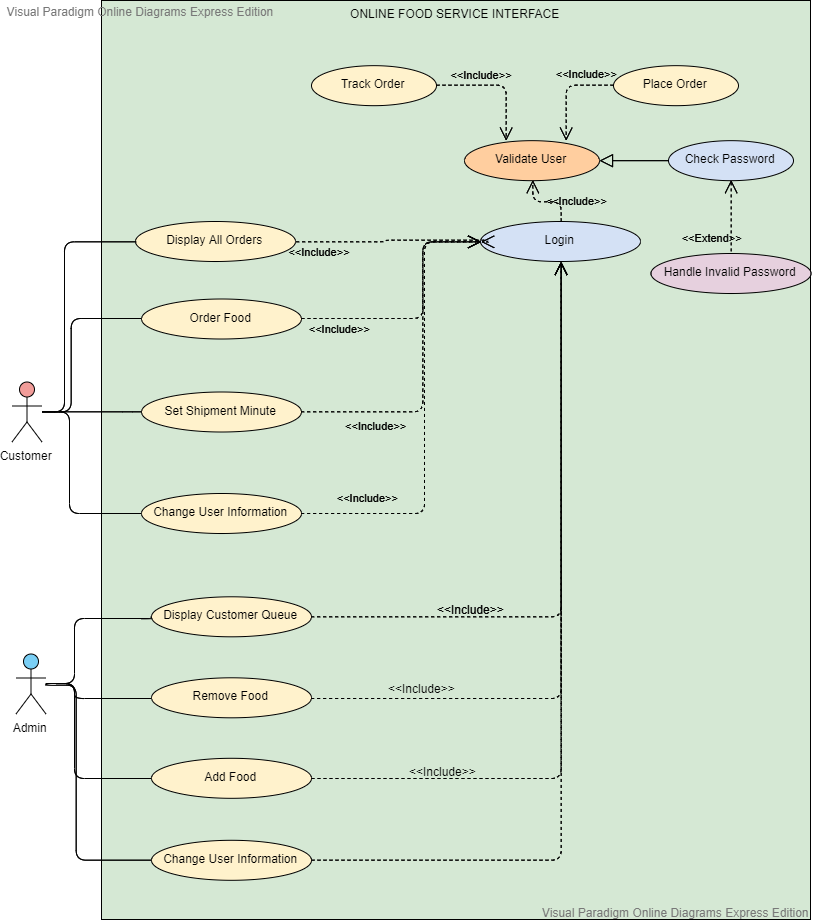 Visual Paradigm Online Diagrams Express Edition
ONLINE FOOD SERVICE INTERFACE
Track Order
<<Include>>
<<Include>>
Place Order
Validate User
Check Password
<<Include>>
<<Extend>>
Display All Orders
<<Include>>
Login
Handle Invalid Password
Order Food
<<Include>>
Set Shipment Minute
<<Include>>
Customer
Change User Information
<<Include>>
Display Customer Queue
<<Include>>
Remove Food
<<Include>>
Admin
Add Food
<<Include>>
Change User Information
Visual Paradigm Online Diagrams Express Edition